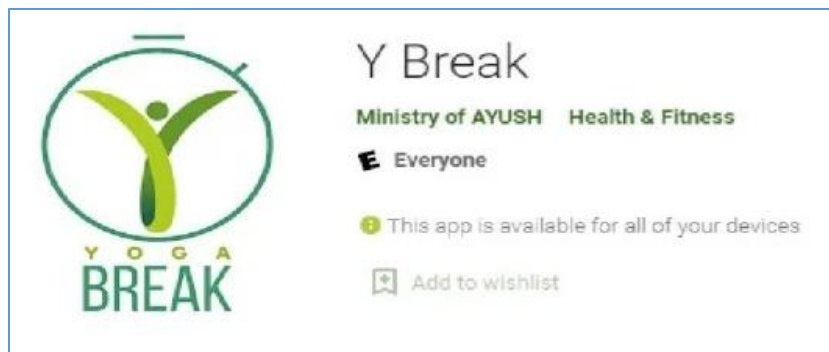 Y Break
Ministry of AYUSH Health & Fitness
E Everyone
This app is available for all of your devices
Add to wishlist
YOGA
BREAK